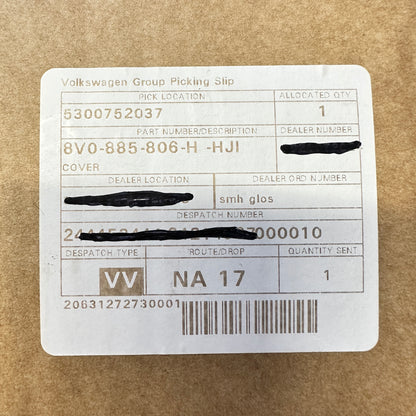 Volkswagen Group Picking Slip
PICK LOCATION ALLOCATED QTY
5300752037 1
PART NUMBER/DESCRIPTION DEALER NUMBER
8V0-885-806-H -HJI
COVER
DEALER LOCATION DEALER ORD NUMBER
smh glos
DESPATCH NUMBER
000010
DESPATCH TYPE ROUTE/DROP QUANTITY SENT
VV NA 17 1
20631272730001